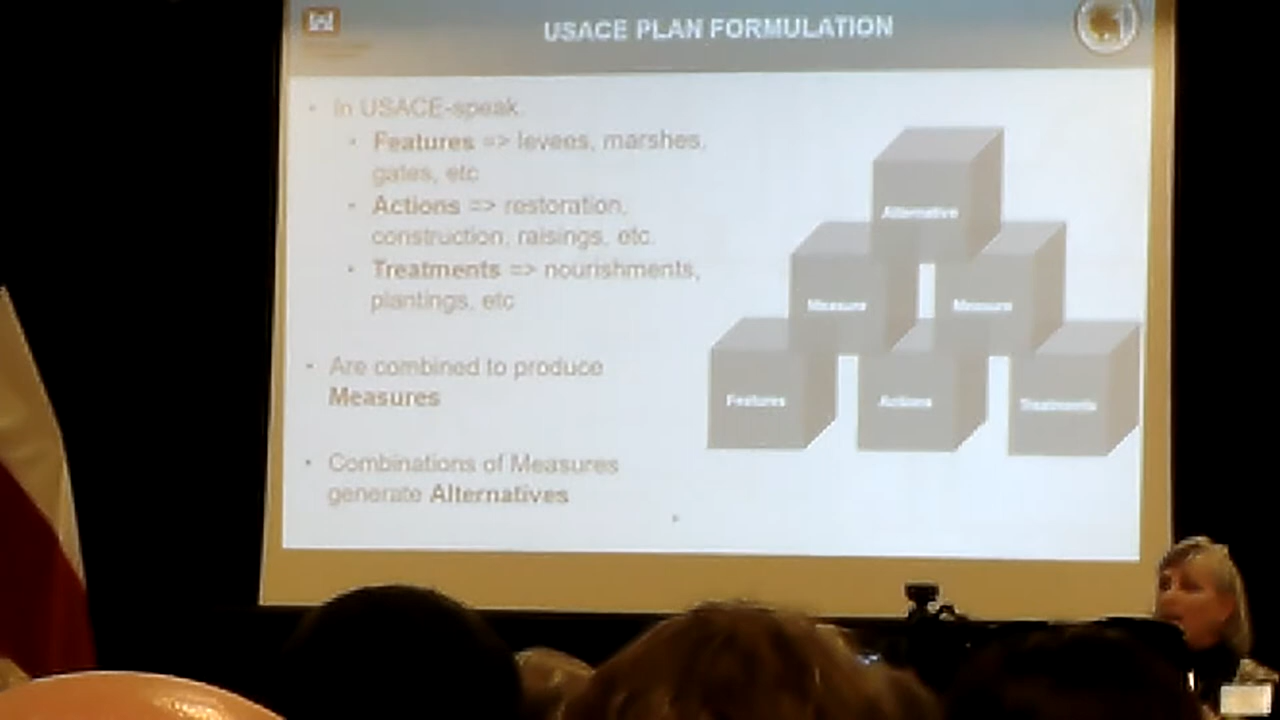 USACE PLAN FORMULATION
• In USACE-speak
• Features => levees, marshes,
gates, etc
• Actions => restoration,
construction, raisings, etc.
• Treatments => nourishments,
plantings, etc
• Are combined to produce
Measures
• Combinations of Measures
generate Alternatives
Alternative
Measure Measure
Features Actions Treatments